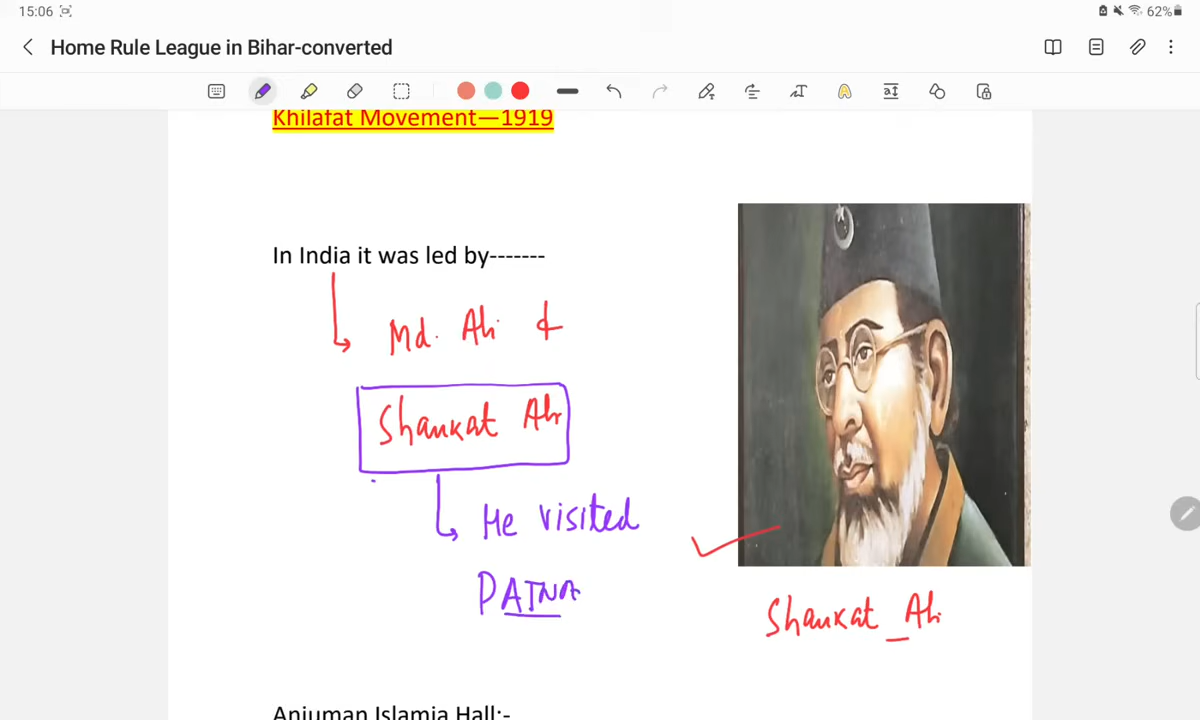 15:06 62%
Home Rule League in Bihar-converted
Khilafat Movement—1919
In India it was led by-------
Md. Ali &
Shaukat Ali
He visited
PATNA
Shaukat Ali
Anjuman Islamia Hall:-